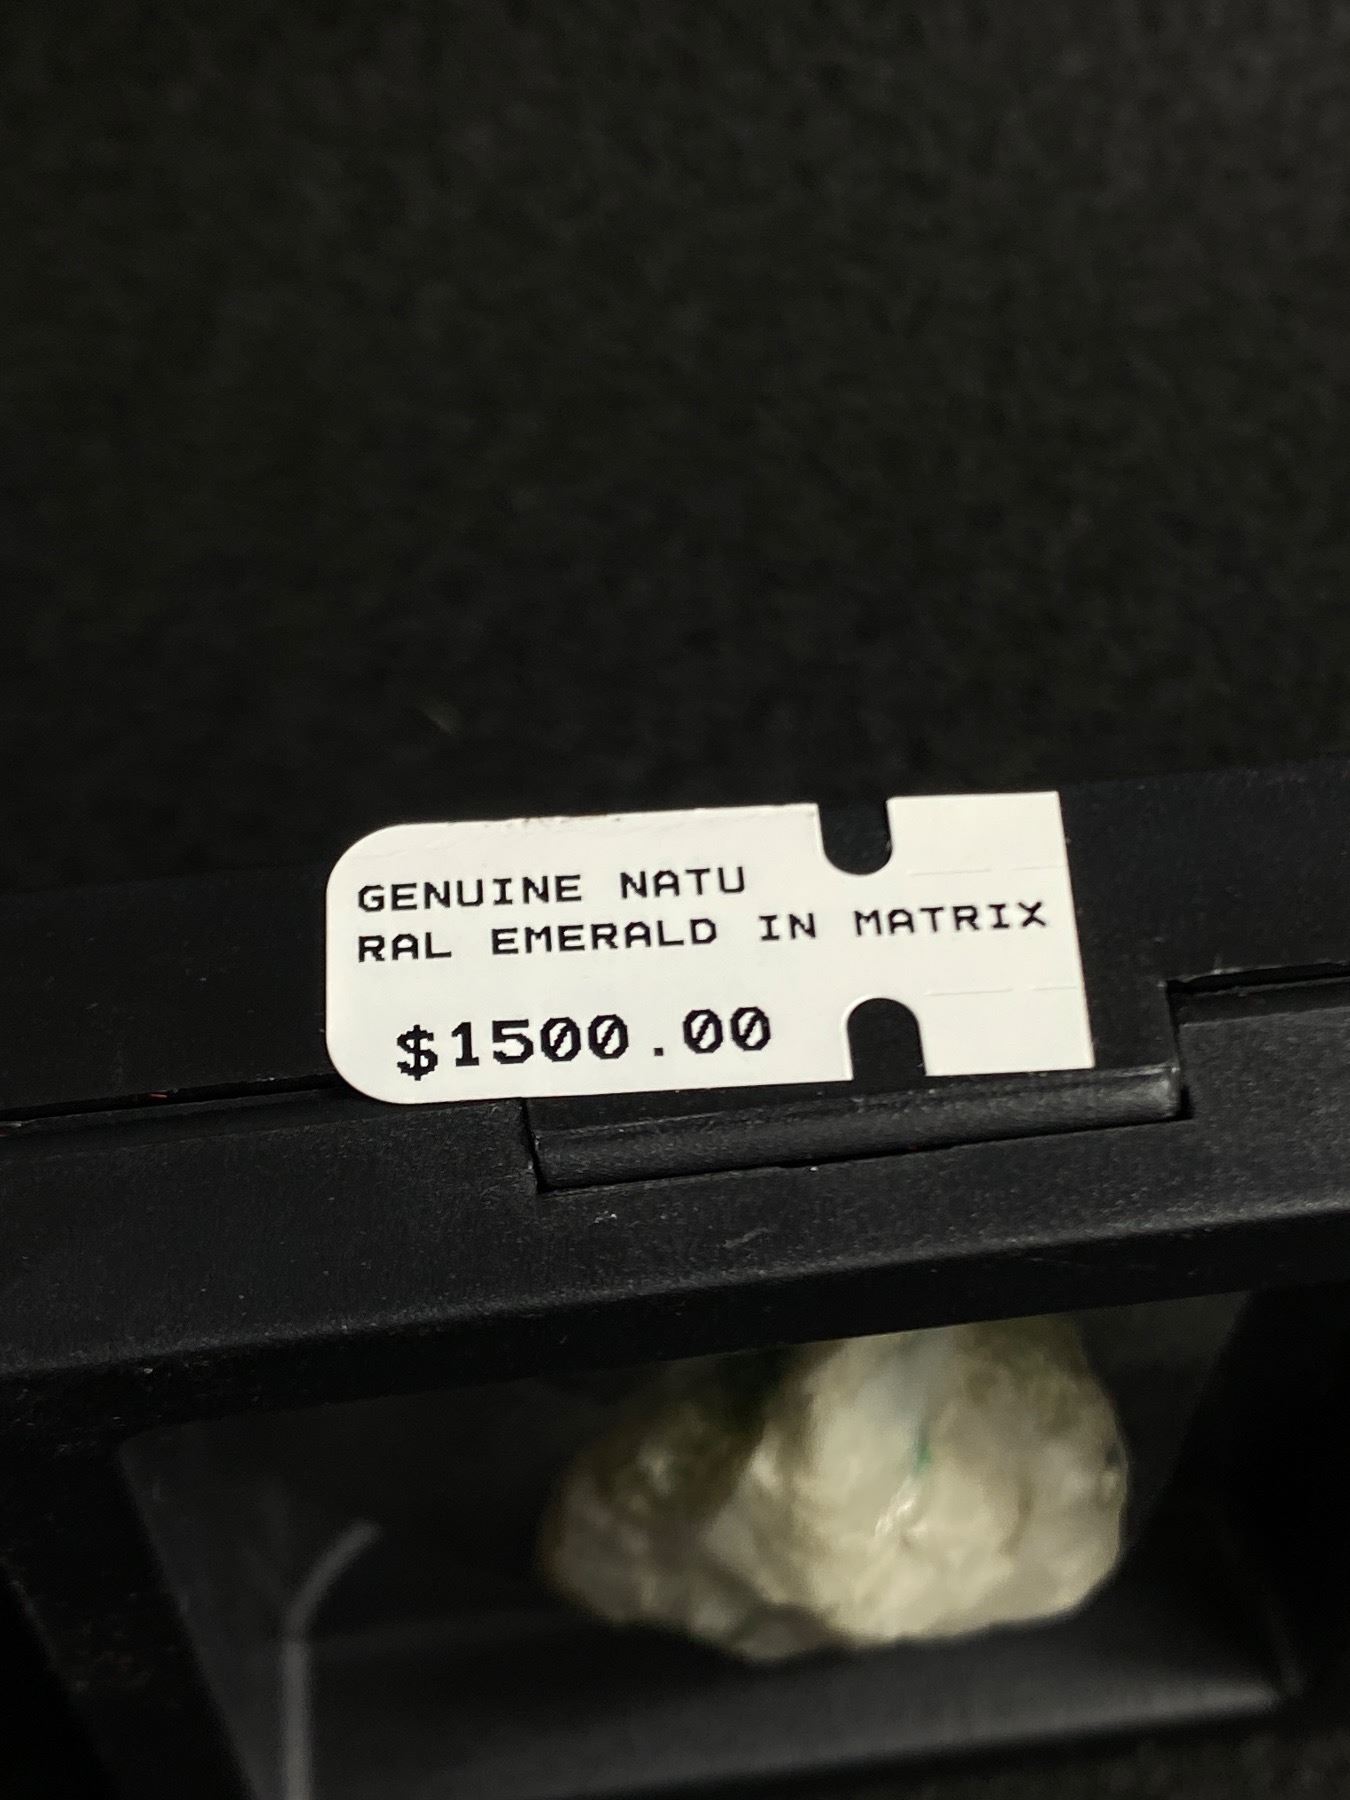 GENUINE NATU
RAL EMERALD IN MATRIX
$1500.00